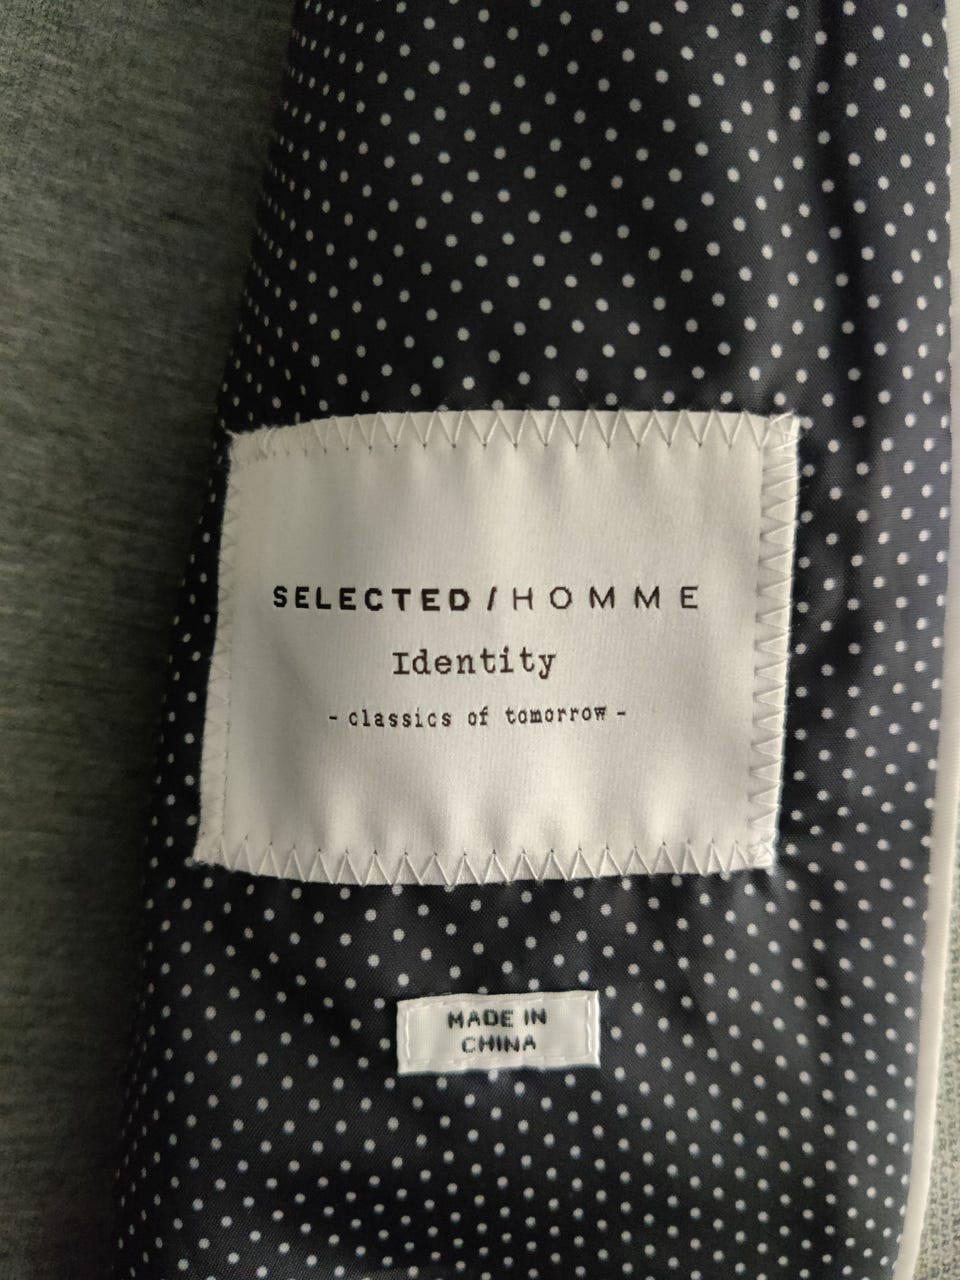 SELECTED/HOMME
Identity
- classics of tomorrow -
MADE IN
CHINA